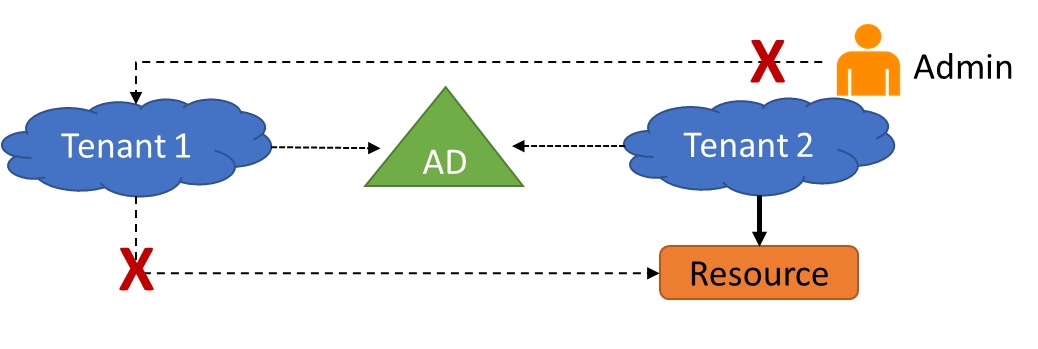 Admin
Tenant 1
AD
Tenant 2
Resource